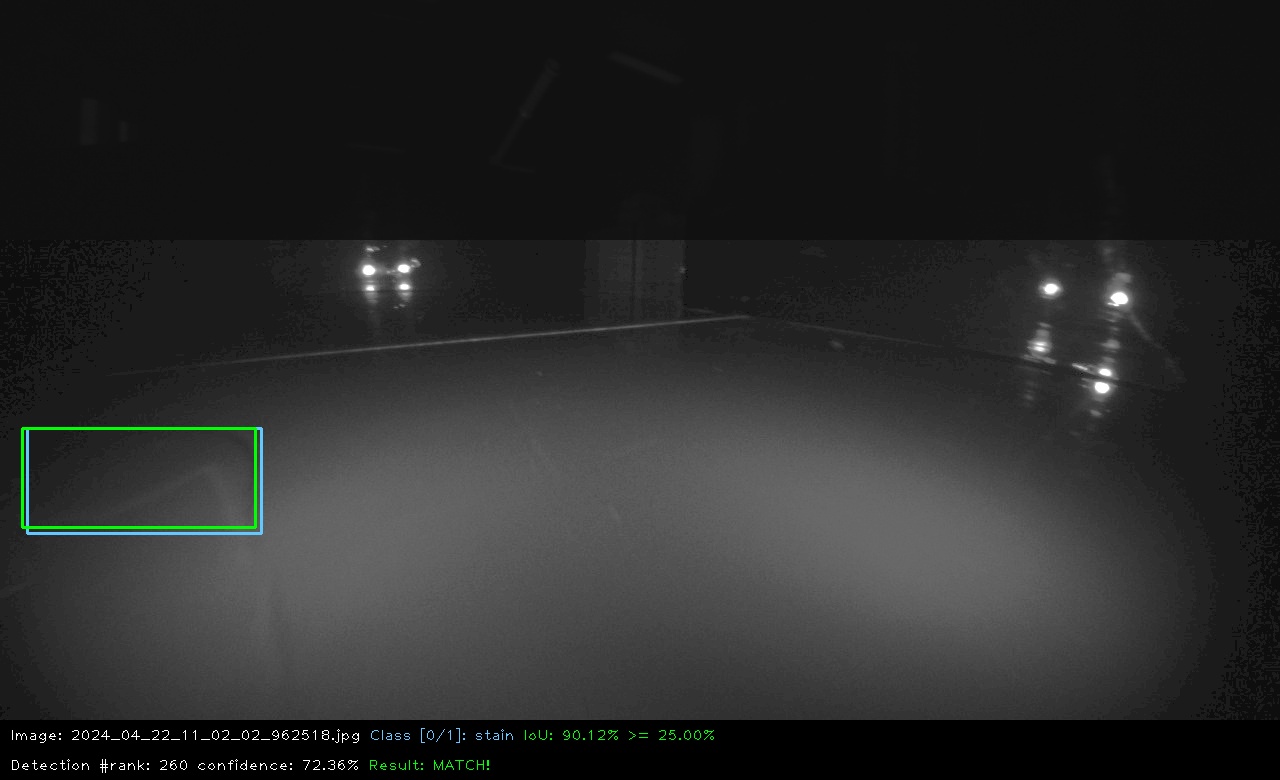 Image: 2024_04_22_11_02_02_962518.jpg Class [0/1]: stain IoU: 90.12% >= 25.00%
Detection #rank: 260 confidence: 72.36% Result: MATCH!